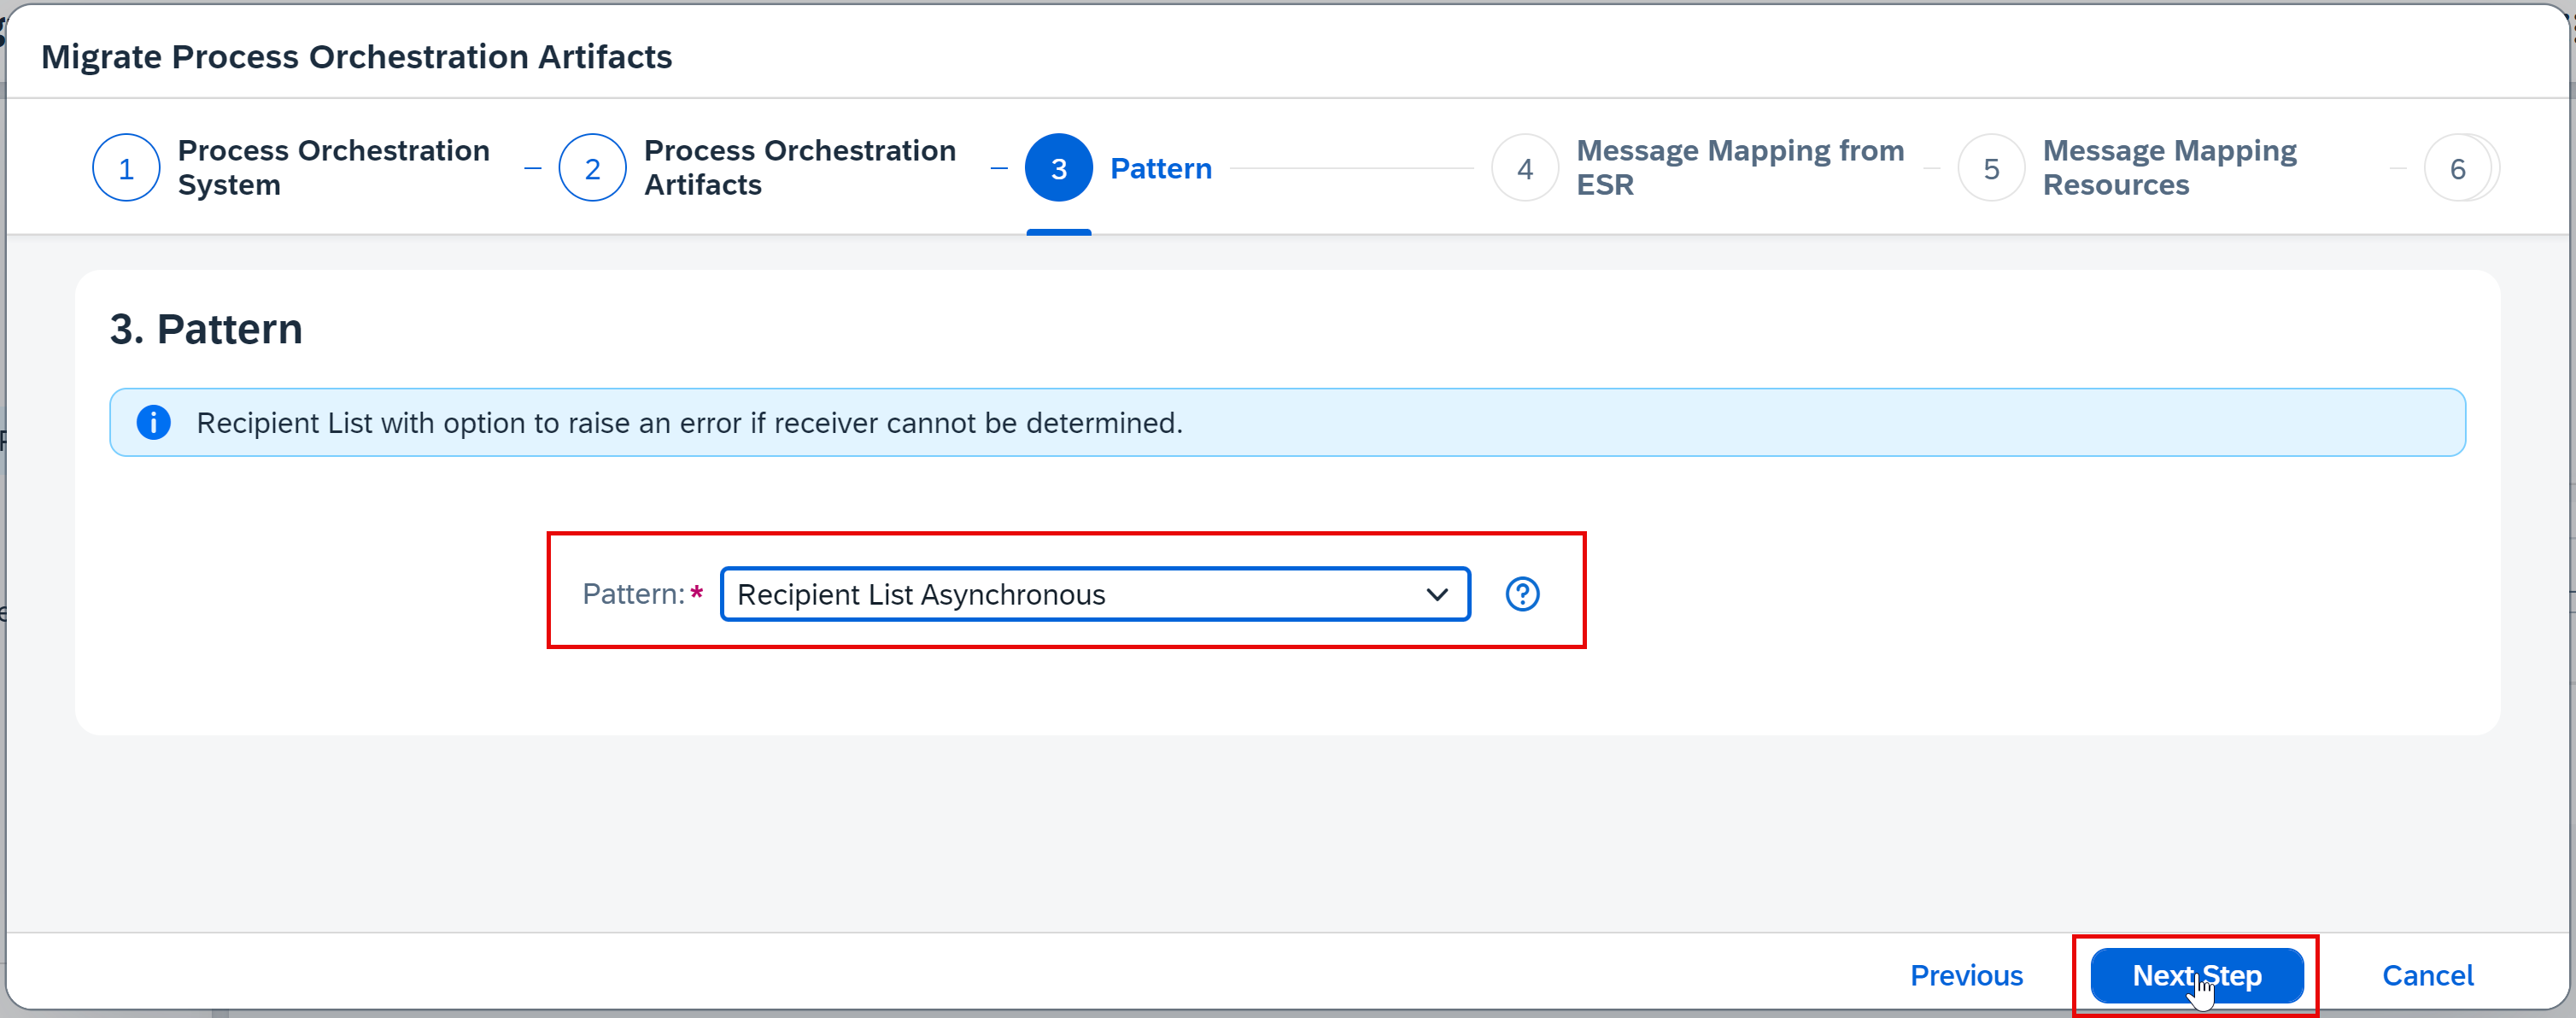 Migrate Process Orchestration Artifacts
1 Process Orchestration System
2 Process Orchestration Artifacts
3 Pattern
4 Message Mapping from ESR
5 Message Mapping Resources
6
3. Pattern
Recipient List with option to raise an error if receiver cannot be determined.
Pattern:* Recipient List Asynchronous
Previous Next Step Cancel